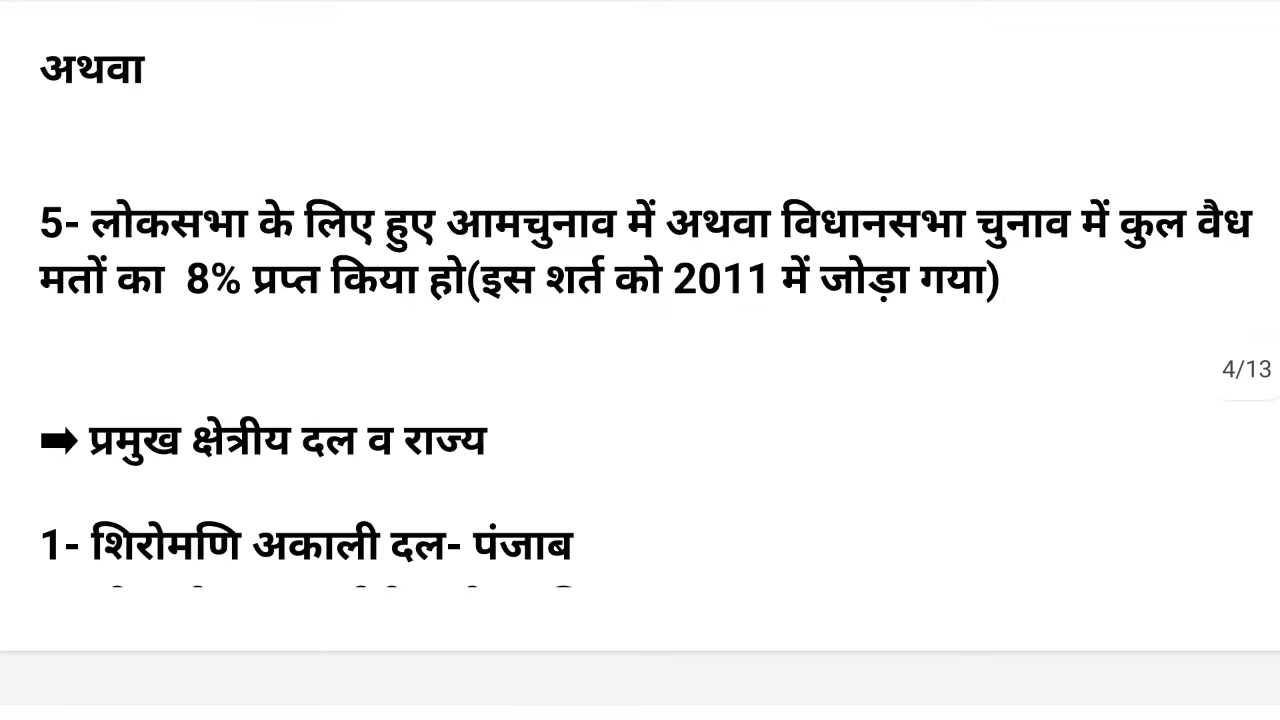 अथवा
5- लोकसभा के लिए हुए आमचुनाव में अथवा विधानसभा चुनाव में कुल वैध
मतों का 8% प्रप्त किया हो(इस शर्त को 2011 में जोड़ा गया)
4/13
➡ प्रमुख क्षेत्रीय दल व राज्य
1- शिरोमणि अकाली दल- पंजाब